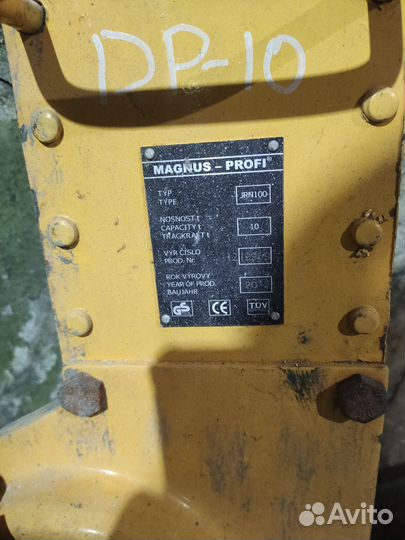 DP-10
MAGNUS - PROFI
TYP
TYPE
JRN100
NOSNOST t
CAPACITY t
TRAGKRAFT t
10
VYR ČISLO
PROD. Nr.
ROK VÝROVY
YEAR OF PROD.
BAUJAHR
GS
CE
TÜV
Avito